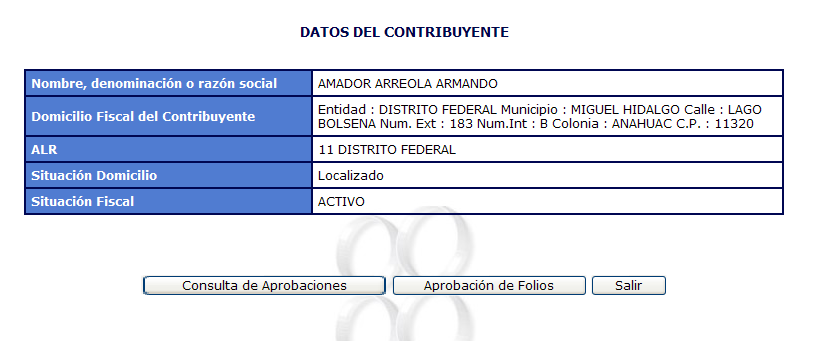 DATOS DEL CONTRIBUYENTE
Nombre, denominación o razón social AMADOR ARREOLA ARMANDO
Domicilio Fiscal del Contribuyente Entidad : DISTRITO FEDERAL Municipio : MIGUEL HIDALGO Calle : LAGO
BOLSENA Num. Ext : 183 Num.Int : B Colonia : ANAHUAC C.P. : 11320
ALR 11 DISTRITO FEDERAL
Situación Domicilio Localizado
Situación Fiscal ACTIVO
Consulta de Aprobaciones Aprobación de Folios Salir